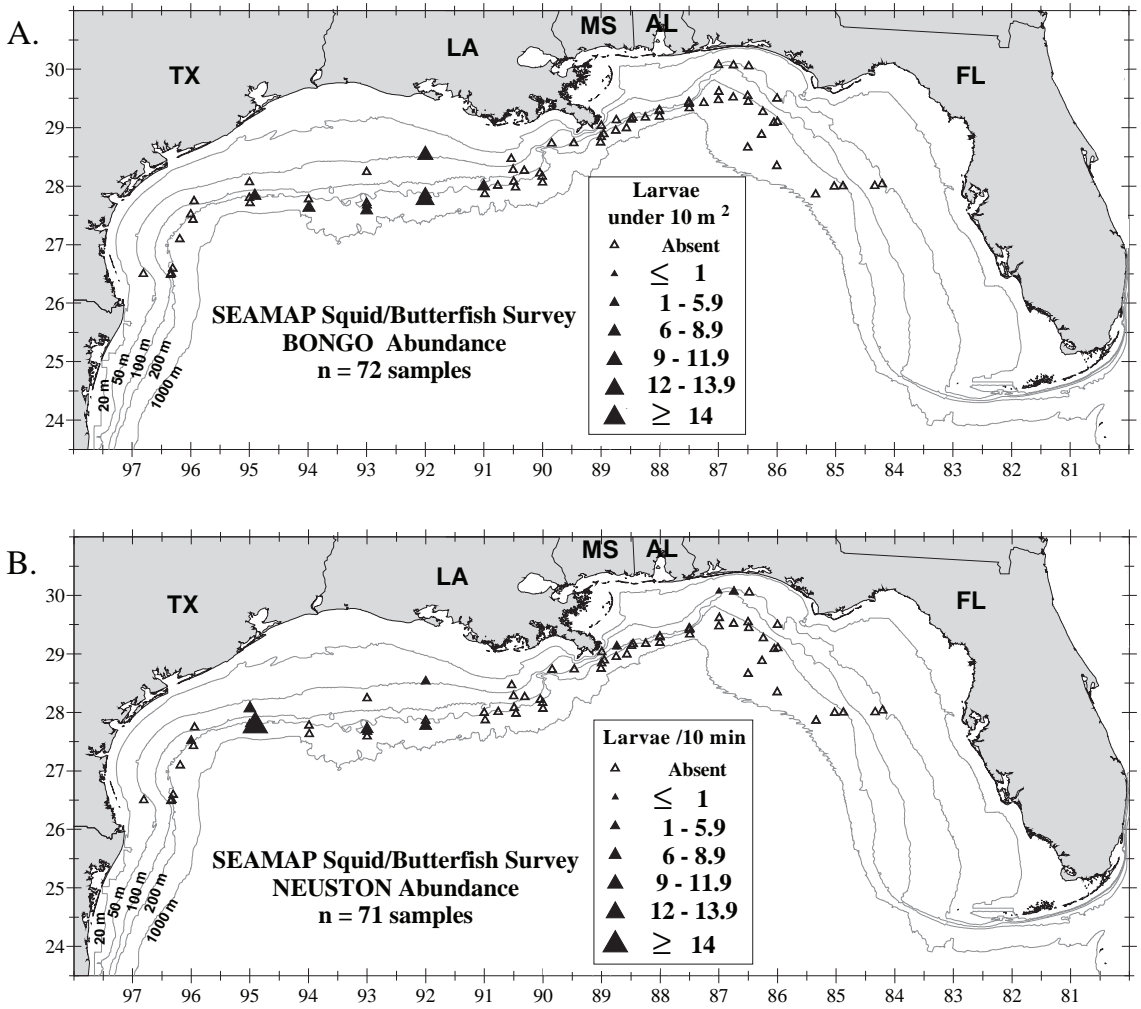 A.
MS AL
LA
TX
FL
30
29
28
27
26
25
24
20 m
50 m
100 m
200 m
1000 m
SEAMAP Squid/Butterfish Survey
BONGO Abundance
n = 72 samples
Larvae
under 10 m 2
Absent
≤ 1
1 - 5.9
6 - 8.9
9 - 11.9
12 - 13.9
≥ 14
97 96 95 94 93 92 91 90 89 88 87 86 85 84 83 82 81
B.
MS AL
LA
TX
FL
30
29
28
27
26
25
24
20 m
50 m
100 m
200 m
1000 m
SEAMAP Squid/Butterfish Survey
NEUSTON Abundance
n = 71 samples
Larvae /10 min
Absent
≤ 1
1 - 5.9
6 - 8.9
9 - 11.9
12 - 13.9
≥ 14
97 96 95 94 93 92 91 90 89 88 87 86 85 84 83 82 81